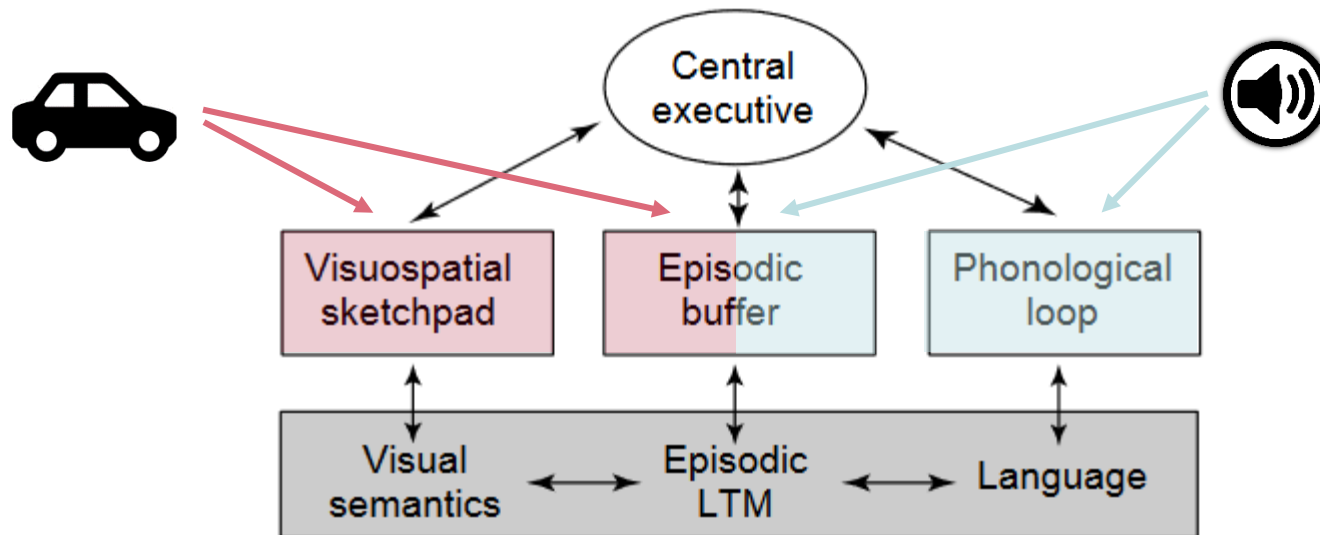 Central
executive
Visuospatial
sketchpad
Episodic
buffer
Phonological
loop
Visual
semantics
Episodic
LTM
Language